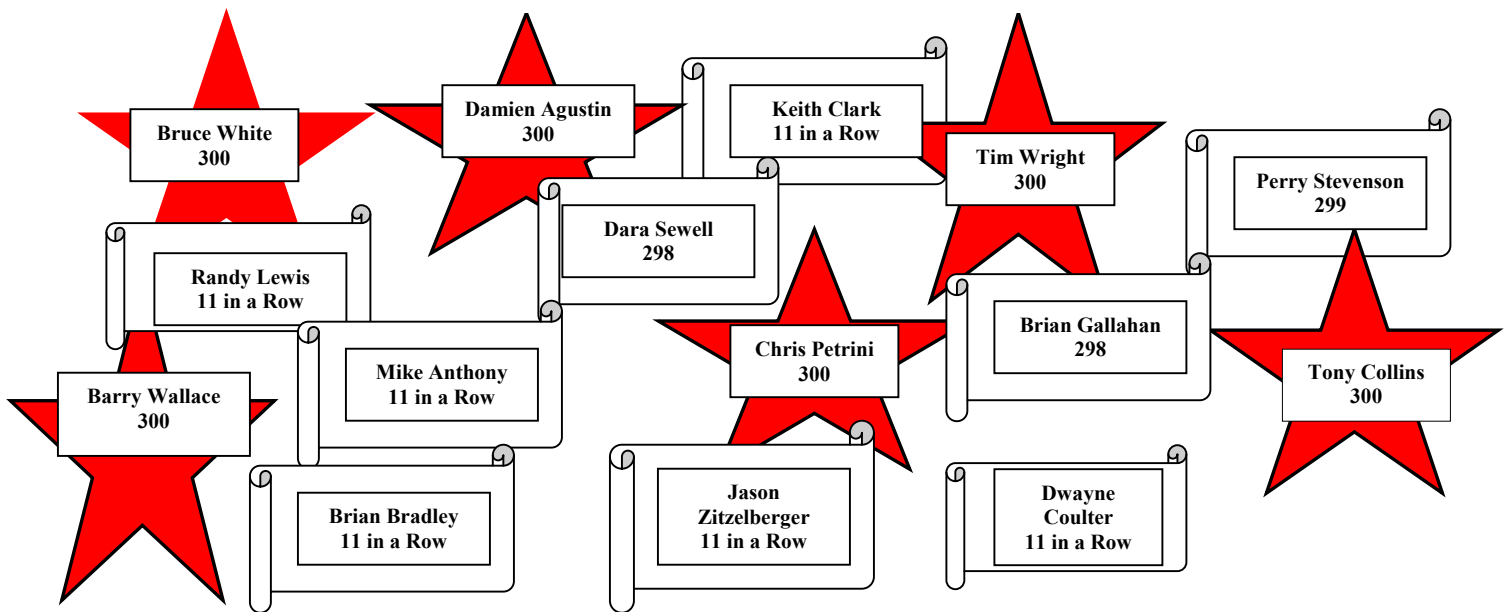 Bruce White
300
Damien Agustin
300
Keith Clark
11 in a Row
Tim Wright
300
Perry Stevenson
299
Dara Sewell
298
Randy Lewis
11 in a Row
Brian Gallahan
298
Chris Petrini
300
Tony Collins
300
Mike Anthony
11 in a Row
Barry Wallace
300
Brian Bradley
11 in a Row
Jason
Zitzelberger
11 in a Row
Dwayne
Coulter
11 in a Row